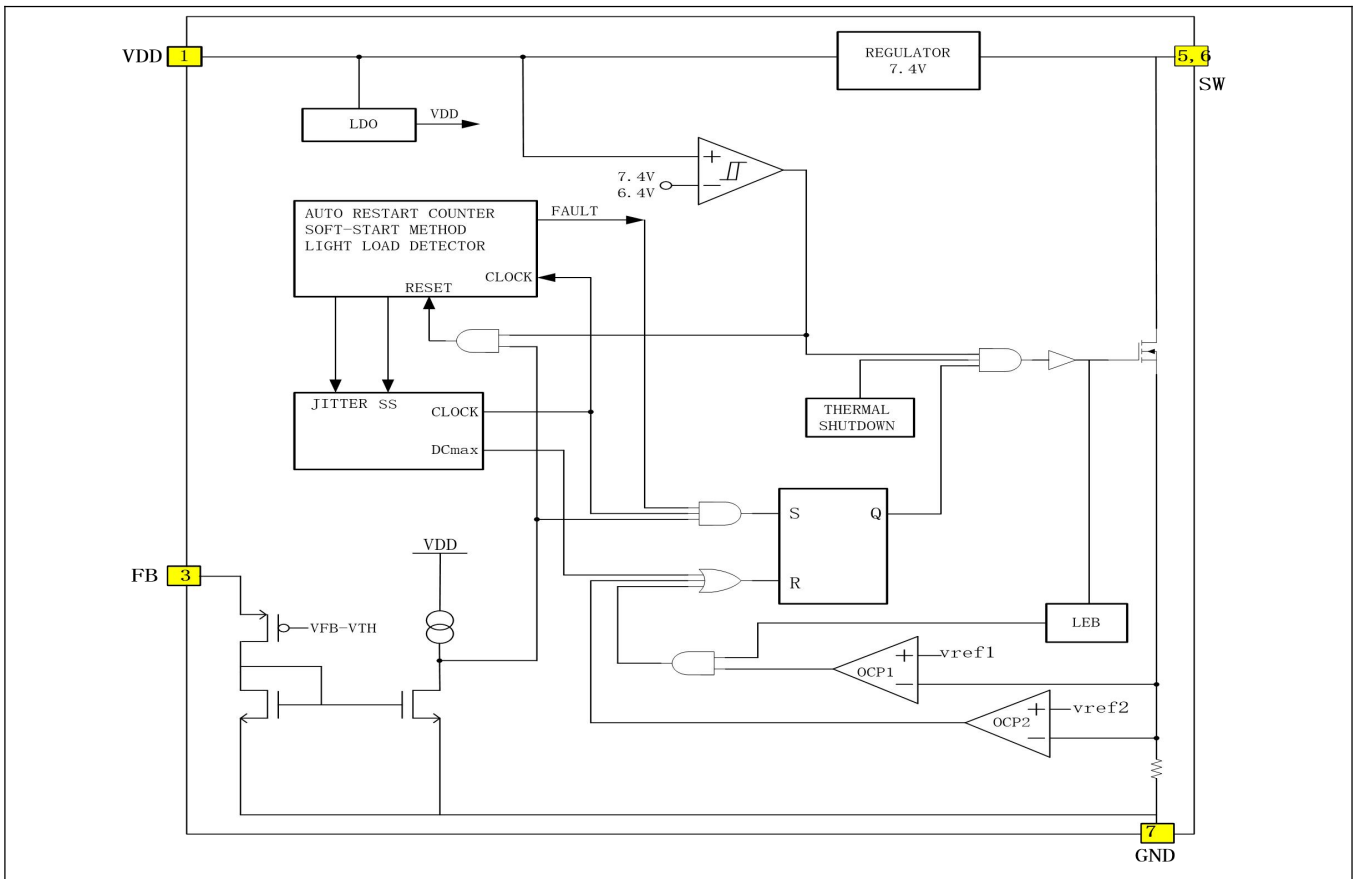 VDD 1
REGULATOR
7.4V
5,6
SW
LDO
VDD
+
7.4V
6.4V
−
AUTO RESTART COUNTER
SOFT-START METHOD
LIGHT LOAD DETECTOR
FAULT
CLOCK
RESET
JITTER SS
CLOCK
DCmax
THERMAL
SHUTDOWN
S Q
R
VDD
FB 3
VFB-VTH
LEB
+ vref1
OCP1
−
+ vref2
OCP2
−
7
GND